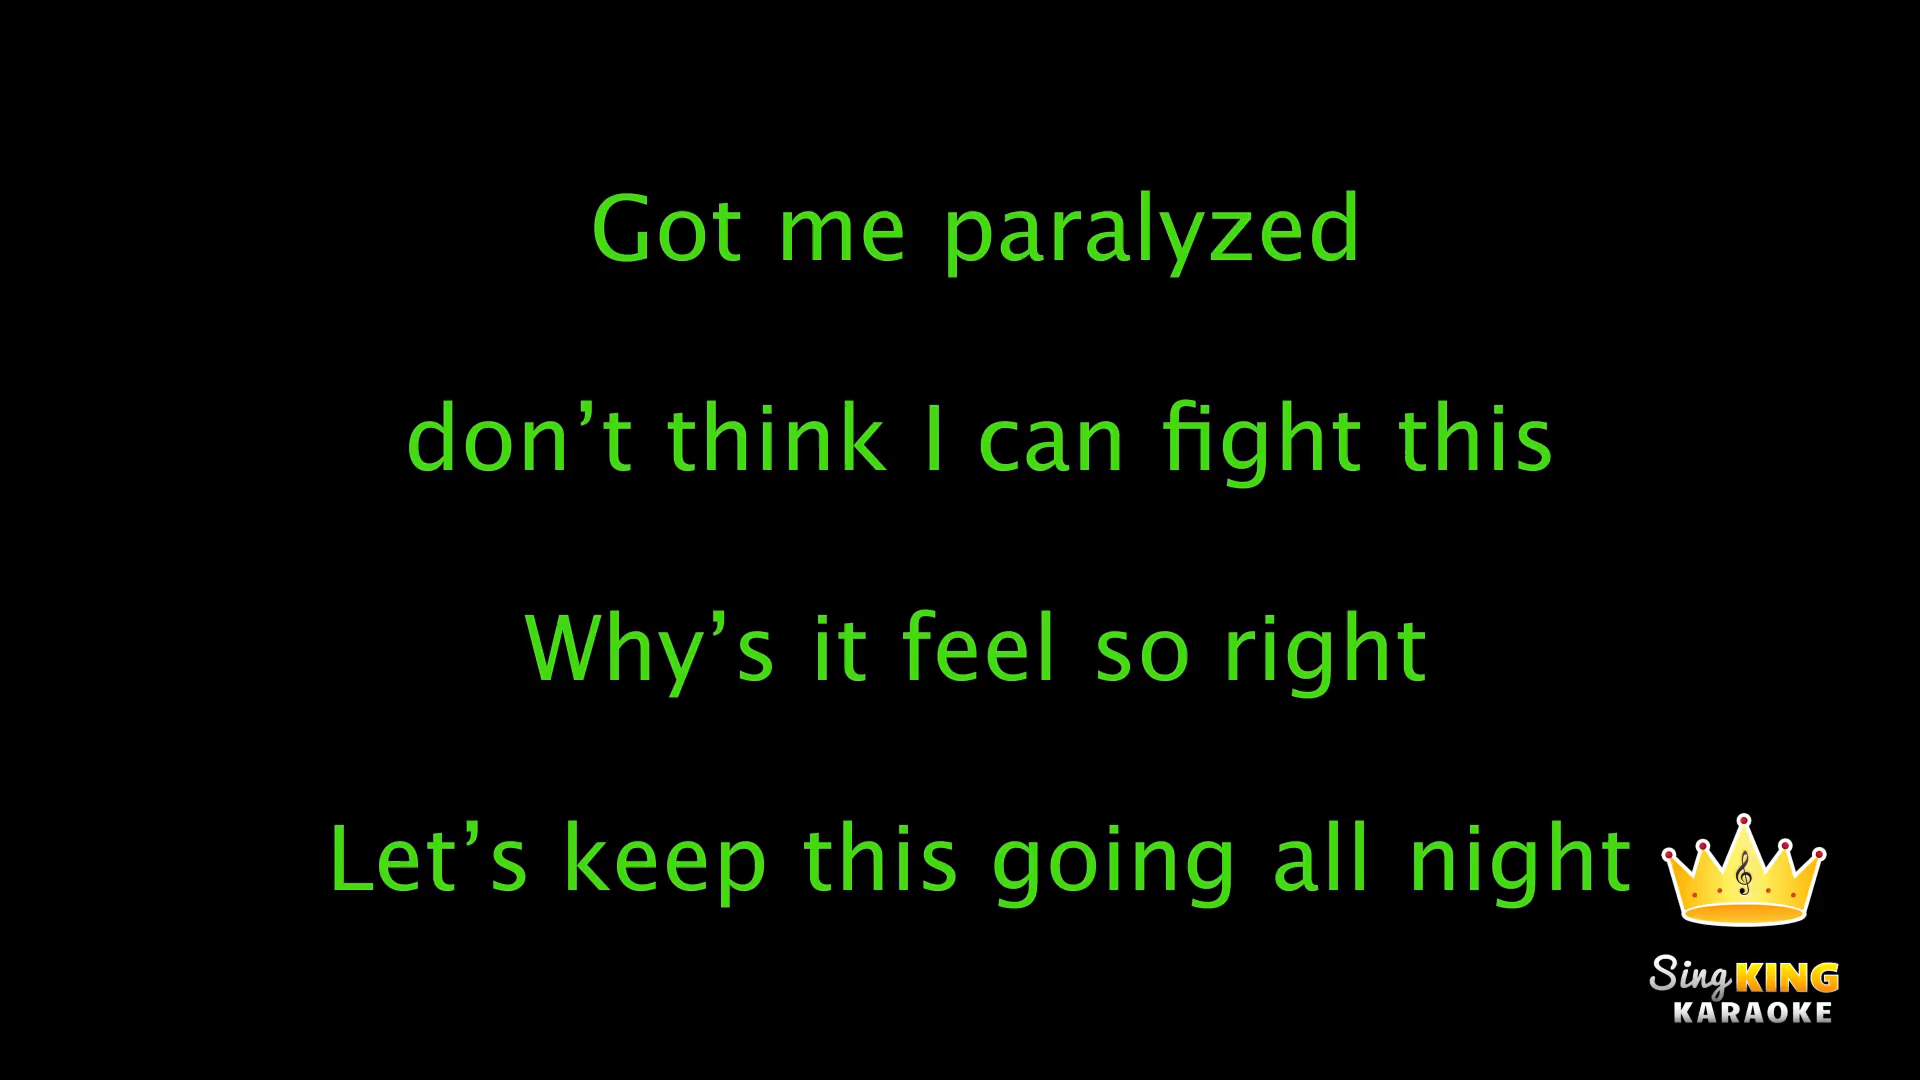 Got me paralyzed
don’t think I can fight this
Why’s it feel so right
Let’s keep this going all night
Sing KING
KARAOKE